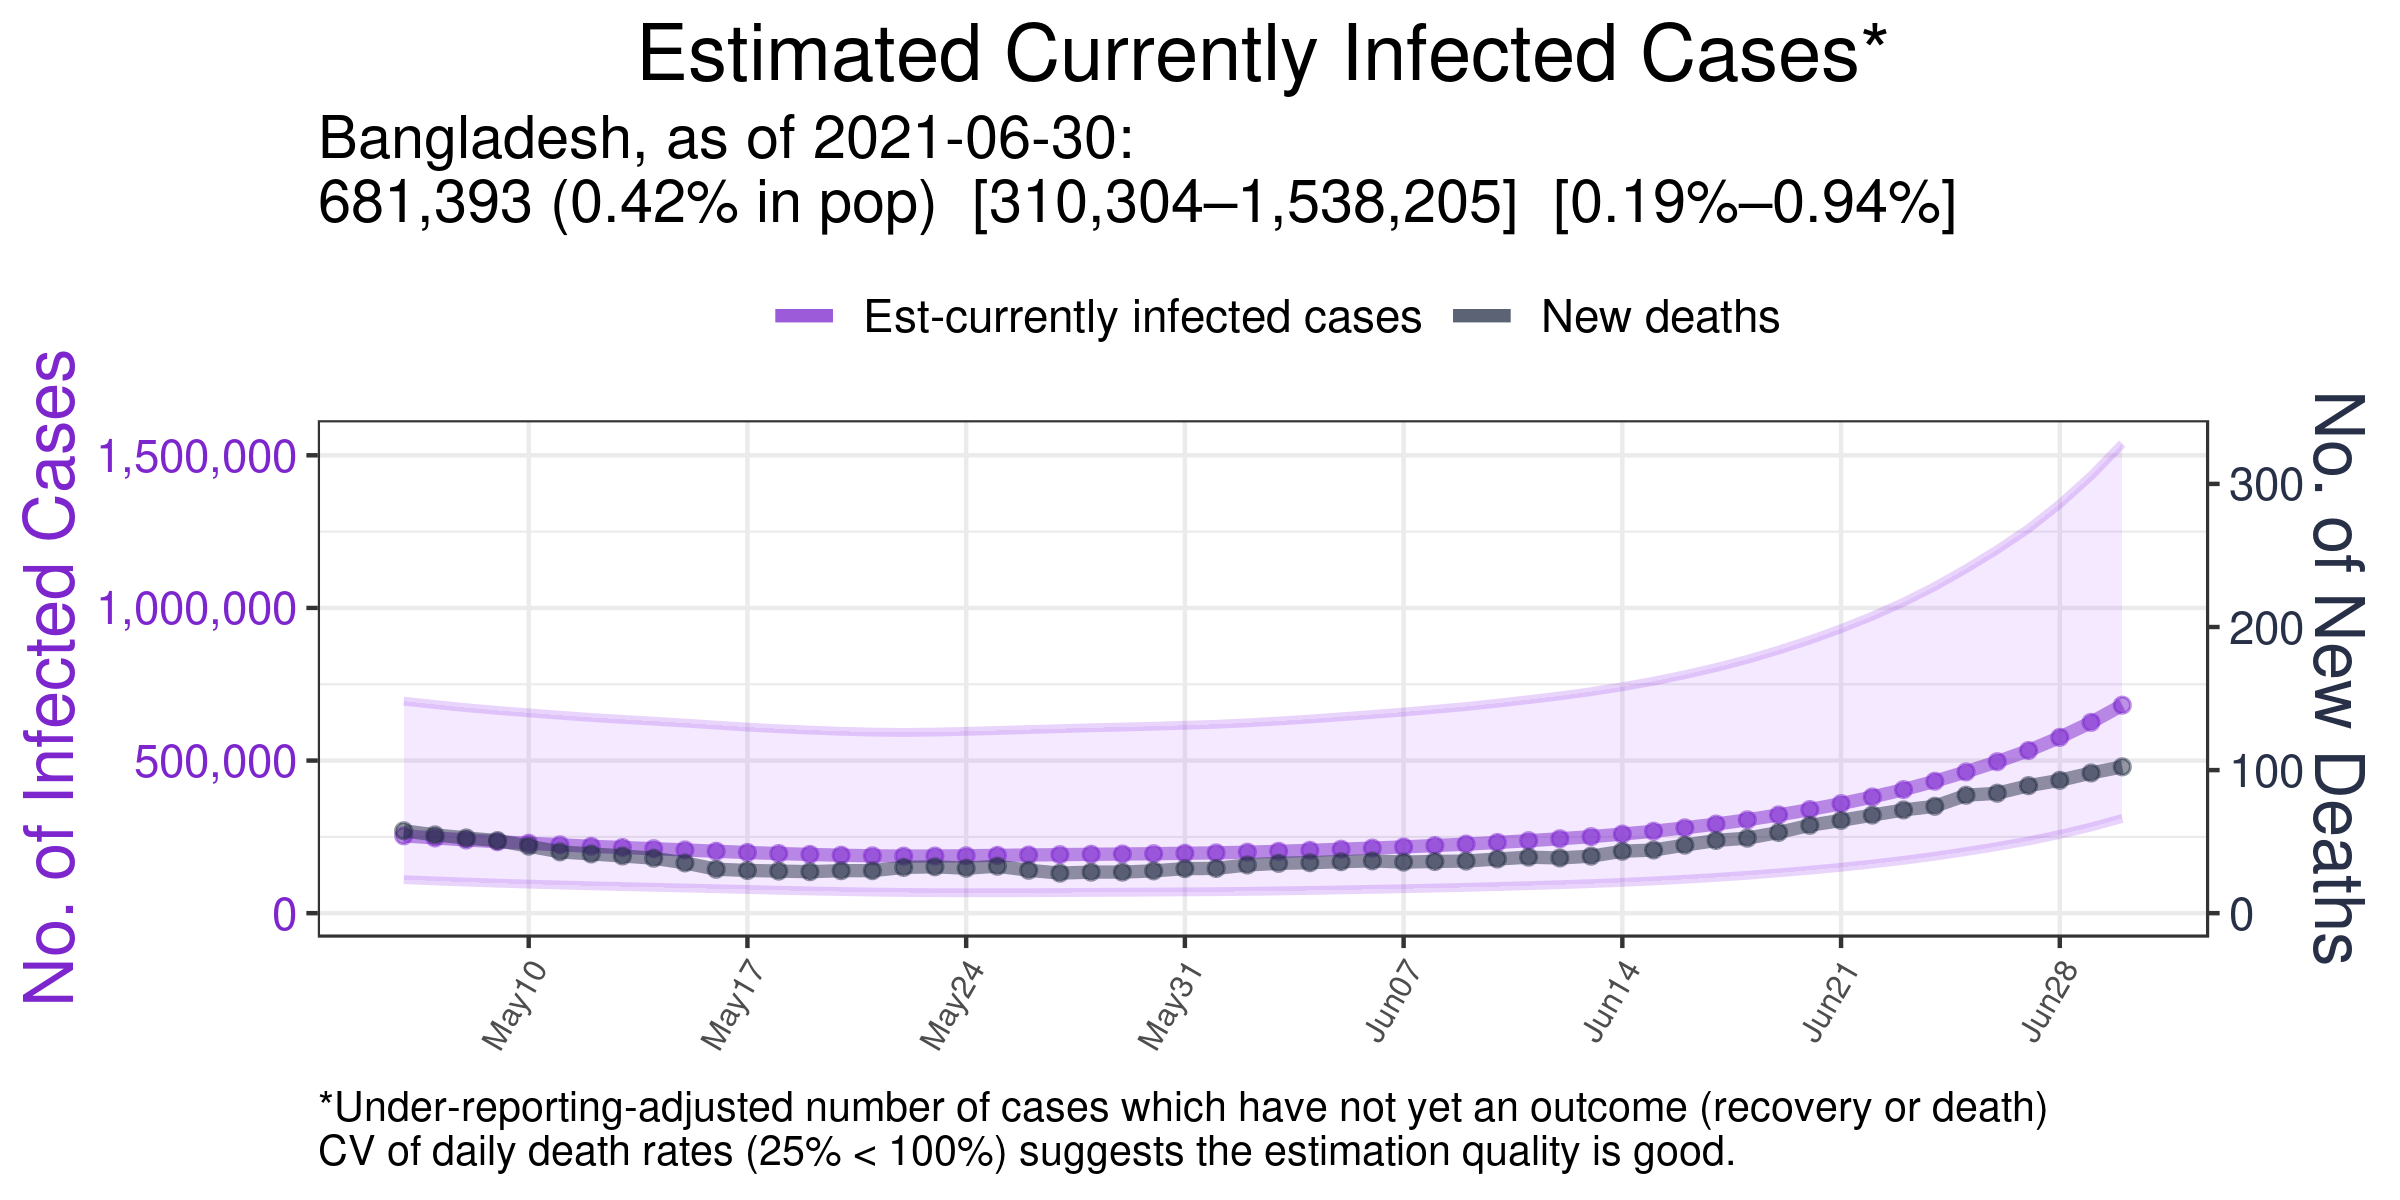 Estimated Currently Infected Cases*
Bangladesh, as of 2021-06-30:
681,393 (0.42% in pop)  [310,304–1,538,205]  [0.19%–0.94%]
Est-currently infected cases
New deaths
No. of Infected Cases
1,500,000
1,000,000
500,000
0
300
200
100
0
No. of New Deaths
May10
May17
May24
May31
Jun07
Jun14
Jun21
Jun28
*Under-reporting-adjusted number of cases which have not yet an outcome (recovery or death)
CV of daily death rates (25% < 100%) suggests the estimation quality is good.